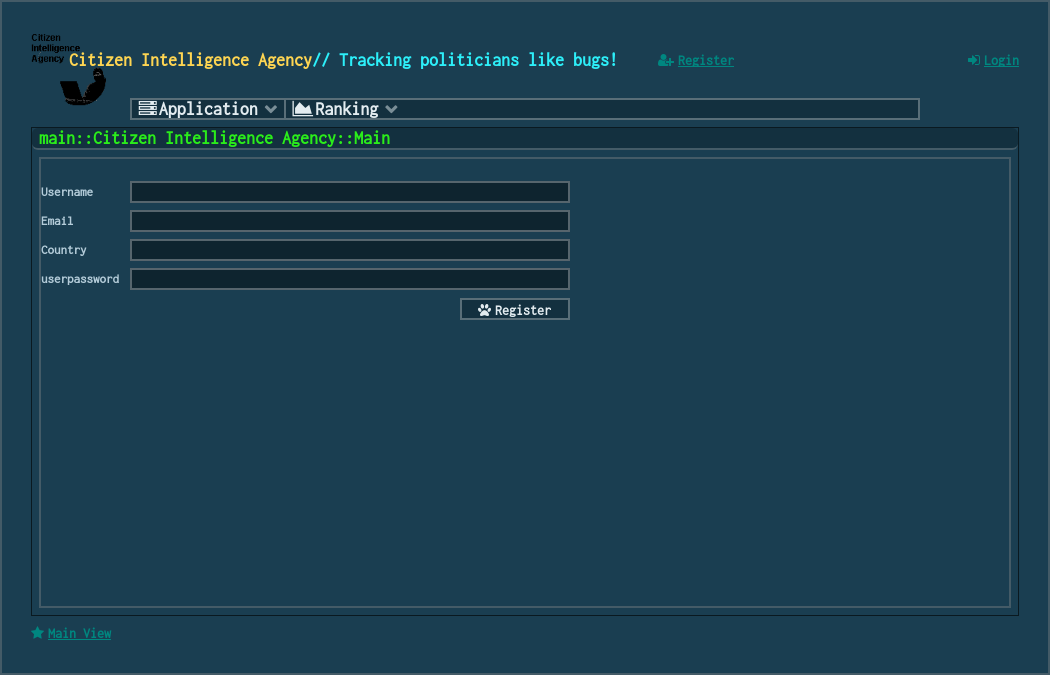 Citizen
Intelligence
Agency
Citizen Intelligence Agency// Tracking politicians like bugs!
Register
Login
Application
Ranking
main::Citizen Intelligence Agency::Main
Username
Email
Country
userpassword
Register
Main View